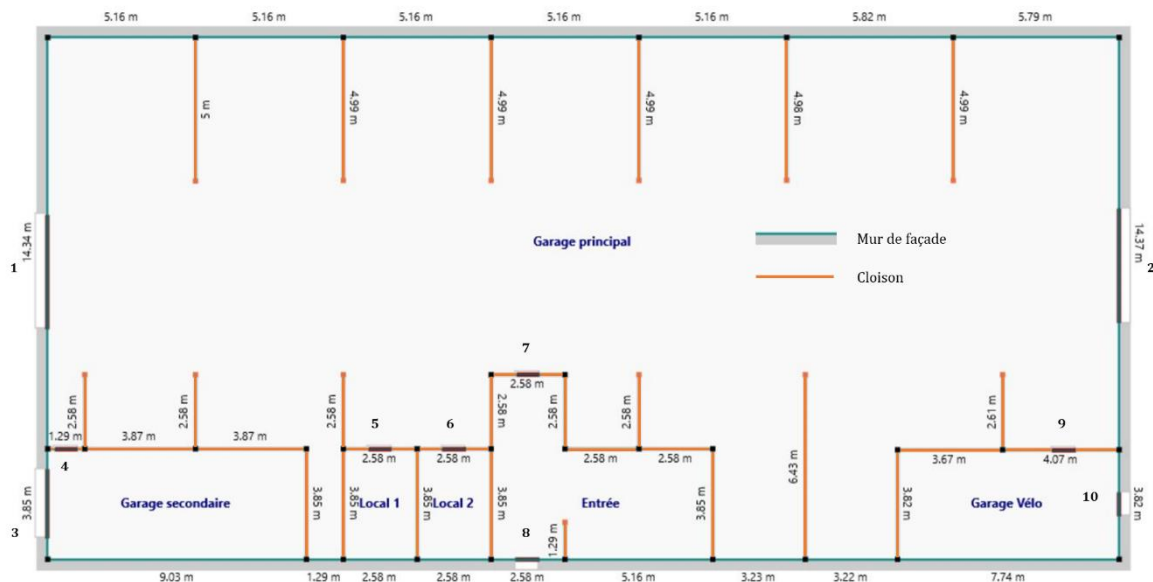 5.16 m 5.16 m 5.16 m 5.16 m 5.16 m 5.82 m 5.79 m
5 m 4.99 m 4.99 m 4.99 m 4.98 m 4.99 m
14.34 m
1
Garage principal
Mur de façade
Cloison
14.37 m
2
7
2.58 m
2.58 m 2.58 m 2.58 m 2.58 m 2.58 m 2.58 m 6.43 m 2.61 m
1.29 m 3.87 m 3.87 m
5 6 9
4 2.58 m 2.58 m 2.58 m 2.58 m 3.67 m 4.07 m
3.85 m
3
Garage secondaire
3.85 m 3.85 m
Local 1
3.85 m
Local 2
3.85 m
Entrée
3.85 m
3.82 m
Garage Vélo
10
3.82 m
8
1.29 m
9.03 m 1.29 m 2.58 m 2.58 m 2.58 m 5.16 m 3.23 m 3.22 m 7.74 m